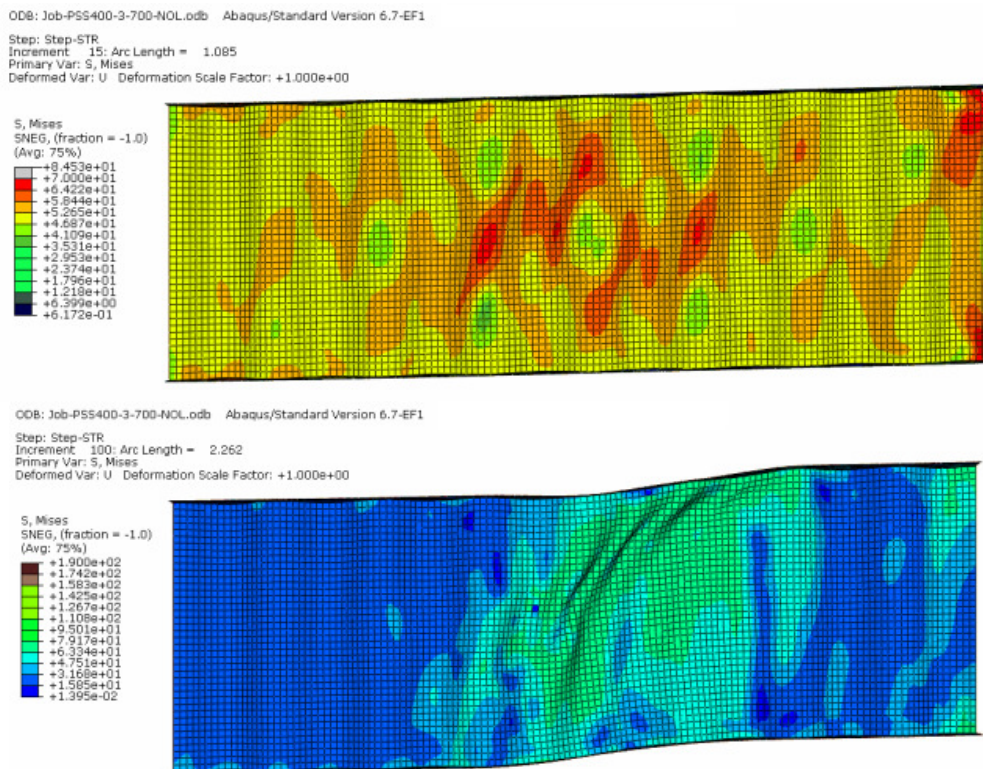 ODB: Job-PSS400-3-700-NOL.odb Abaqus/Standard Version 6.7-EF1
Step: Step-STR
Increment 15: Arc Length = 1.085
Primary Var: S, Mises
Deformed Var: U Deformation Scale Factor: +1.000e+00
S, Mises
SNEG, (fraction = -1.0)
(Avg: 75%)
+8.453e+01
+7.000e+01
+6.422e+01
+5.844e+01
+5.265e+01
+4.687e+01
+4.109e+01
+3.531e+01
+2.953e+01
+2.374e+01
+1.796e+01
+1.218e+01
+6.399e+00
+6.172e-01
ODB: Job-PSS400-3-700-NOL.odb Abaqus/Standard Version 6.7-EF1
Step: Step-STR
Increment 100: Arc Length = 2.262
Primary Var: S, Mises
Deformed Var: U Deformation Scale Factor: +1.000e+00
S, Mises
SNEG, (fraction = -1.0)
(Avg: 75%)
+1.900e+02
+1.742e+02
+1.583e+02
+1.425e+02
+1.267e+02
+1.108e+02
+9.501e+01
+7.917e+01
+6.334e+01
+4.751e+01
+3.168e+01
+1.585e+01
+1.395e-02